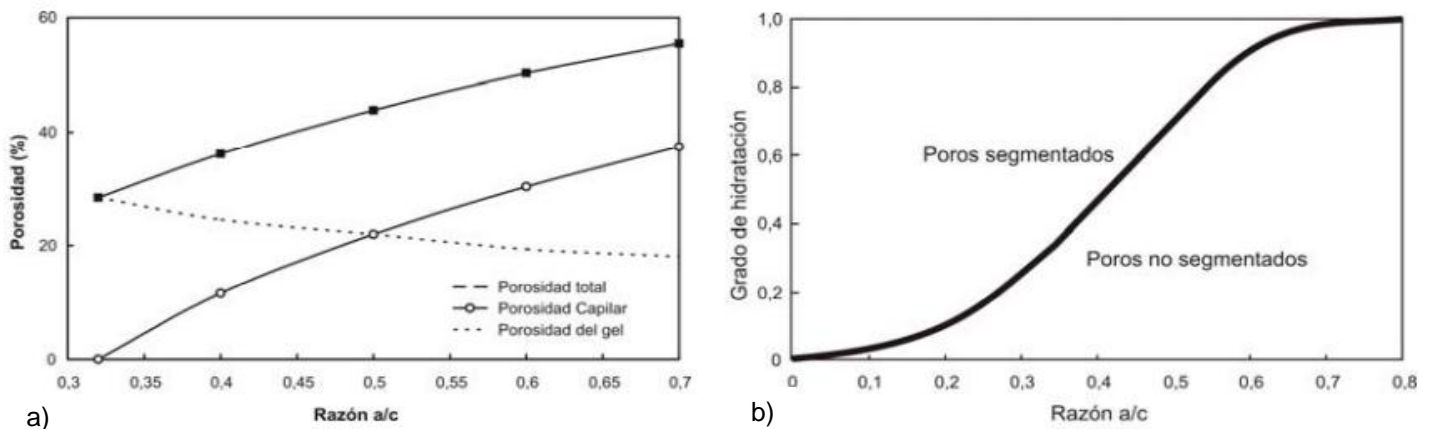 60
40
20
0
Porosidad (%)
Porosidad total
Porosidad Capilar
Porosidad del gel
0,3 0,35 0,4 0,45 0,5 0,55 0,6 0,65 0,7
Razón a/c
a)
1,0
0,8
0,6
0,4
0,2
0
Grado de hidratación
Poros segmentados
Poros no segmentados
0 0,1 0,2 0,3 0,4 0,5 0,6 0,7 0,8
Razón a/c
b)